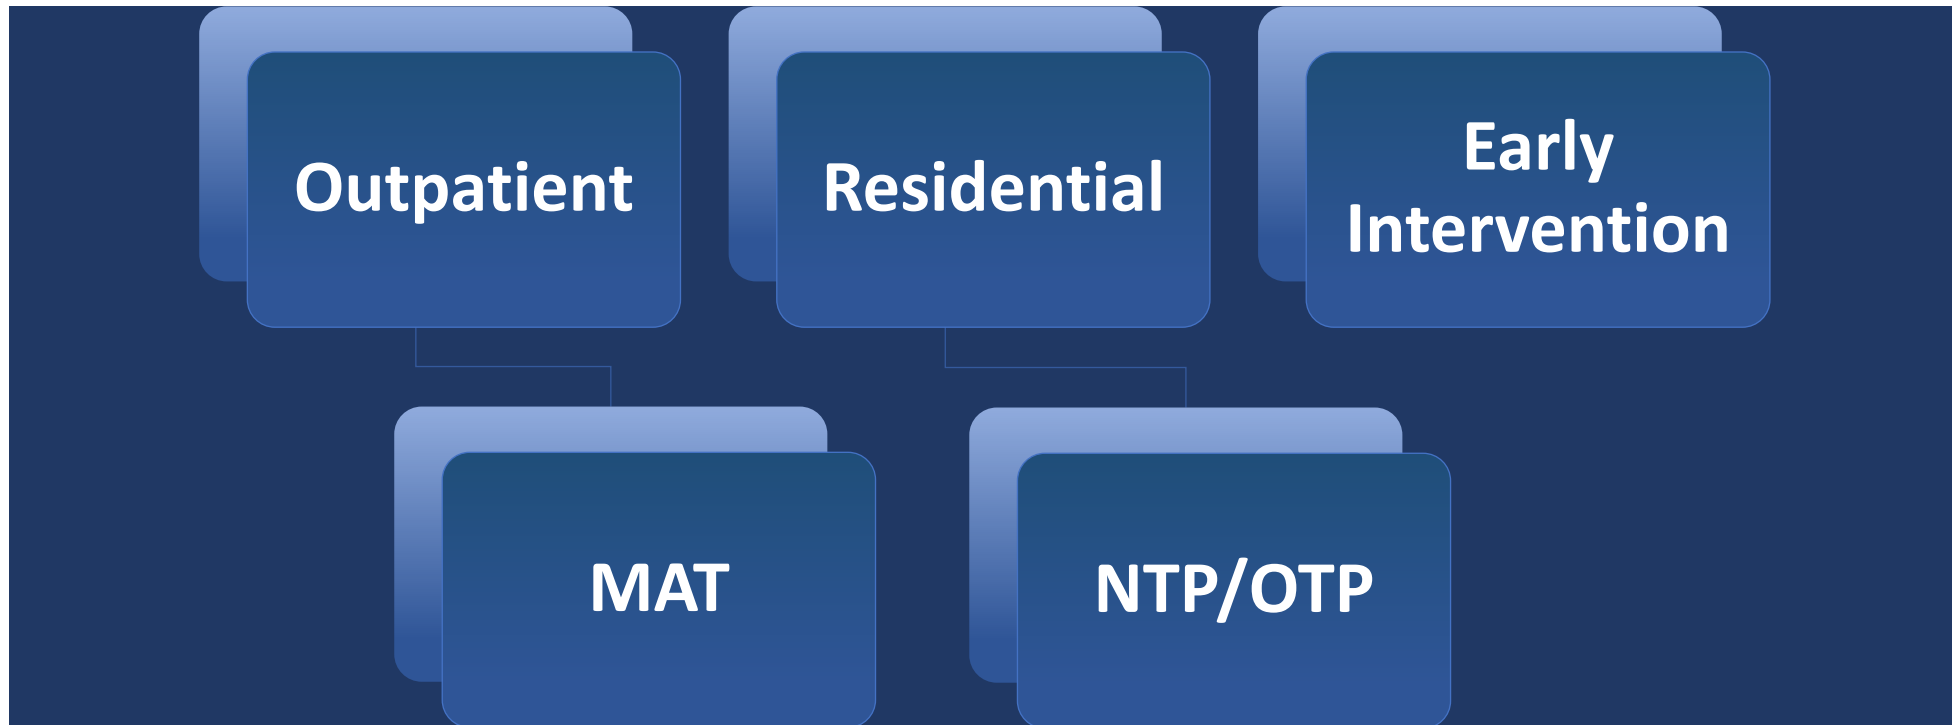 Outpatient
Residential
Early
Intervention
MAT
NTP/OTP